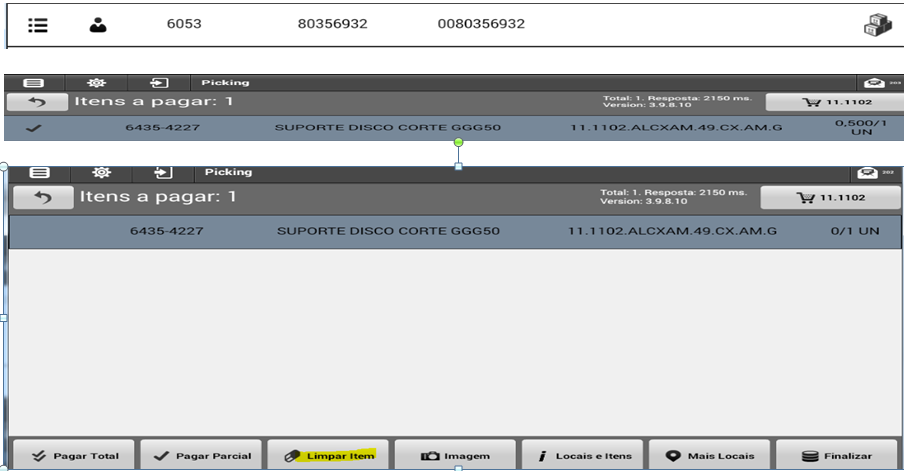 6053 80356932 0080356932
Picking
203
Itens a pagar: 1
Total: 1. Resposta: 2150 ms.
Version: 3.9.8.10
11.1102
6435-4227 SUPORTE DISCO CORTE GGG50 11.1102.ALCXAM.49.CX.AM.G 0,500/1
UN
Picking
203
Itens a pagar: 1
Total: 1. Resposta: 2150 ms.
Version: 3.9.8.10
11.1102
6435-4227 SUPORTE DISCO CORTE GGG50 11.1102.ALCXAM.49.CX.AM.G 0/1 UN
Pagar Total Pagar Parcial Limpar Item Imagem Locais e Itens Mais Locais Finalizar